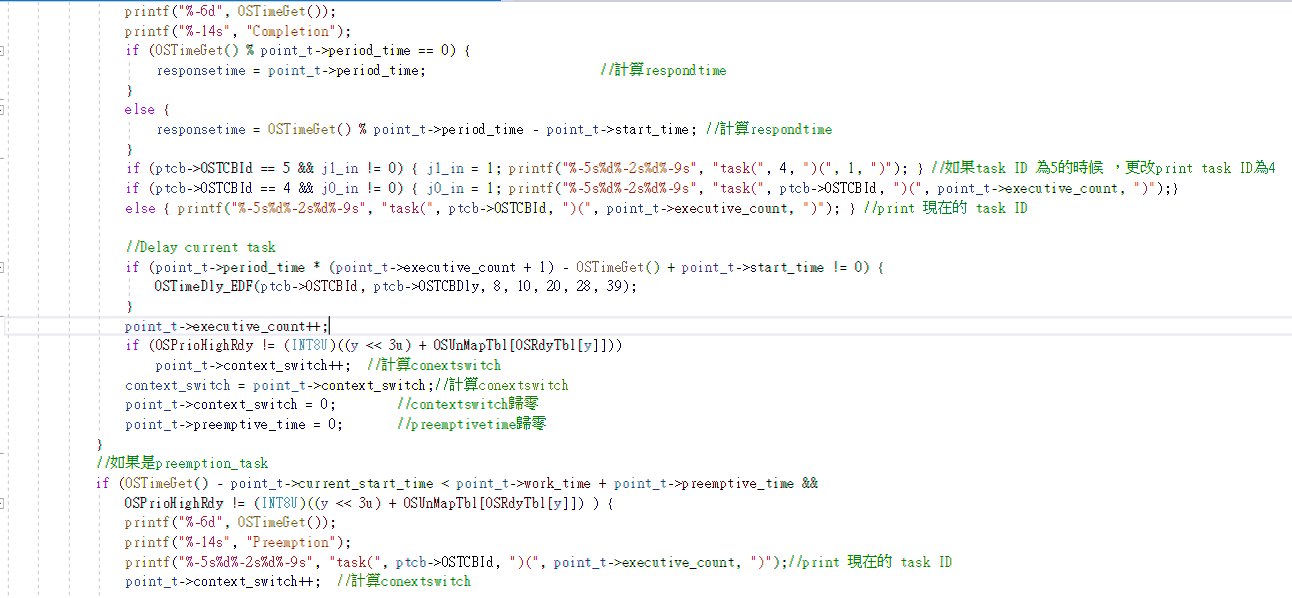 printf("%-6d", OSTimeGet());
printf("%-14s", "Completion");
if (OSTimeGet() % point_t->period_time == 0) {
responsetime = point_t->period_time; //計算respondtime
}
else {
responsetime = OSTimeGet() % point_t->period_time - point_t->start_time; //計算respondtime
}
if (ptcb->OSTCBId == 5 && j1_in != 0) { j1_in = 1; printf("%-5s%d%-2s%d%-9s", "task(", 4, ")(", 1, ")"); } //如果task ID 為5的時候 ，更改print task ID為4
if (ptcb->OSTCBId == 4 && j0_in != 0) { j0_in = 1; printf("%-5s%d%-2s%d%-9s", "task(", ptcb->OSTCBId, ")(", point_t->executive_count, ")");}
else { printf("%-5s%d%-2s%d%-9s", "task(", ptcb->OSTCBId, ")(", point_t->executive_count, ")"); } //print 現在的 task ID
//Delay current task
if (point_t->period_time * (point_t->executive_count + 1) - OSTimeGet() + point_t->start_time != 0) {
OSTimeDly_EDF(ptcb->OSTCBId, ptcb->OSTCBDly, 8, 10, 20, 28, 39);
}
point_t->executive_count++;
if (OSPrioHighRdy != (INT8U)((y << 3u) + OSUnMapTbl[OSRdyTbl[y]]))
point_t->context_switch++; //計算conextswitch
context_switch = point_t->context_switch;//計算conextswitch
point_t->context_switch = 0; //contextswitch歸零
point_t->preemptive_time = 0; //preemptivetime歸零
}
//如果是preemption_task
if (OSTimeGet() - point_t->current_start_time < point_t->work_time + point_t->preemptive_time &&
OSPrioHighRdy != (INT8U)((y << 3u) + OSUnMapTbl[OSRdyTbl[y]]) ) {
printf("%-6d", OSTimeGet());
printf("%-14s", "Preemption");
printf("%-5s%d%-2s%d%-9s", "task(", ptcb->OSTCBId, ")(", point_t->executive_count, ")");//print 現在的 task ID
point_t->context_switch++; //計算conextswitch